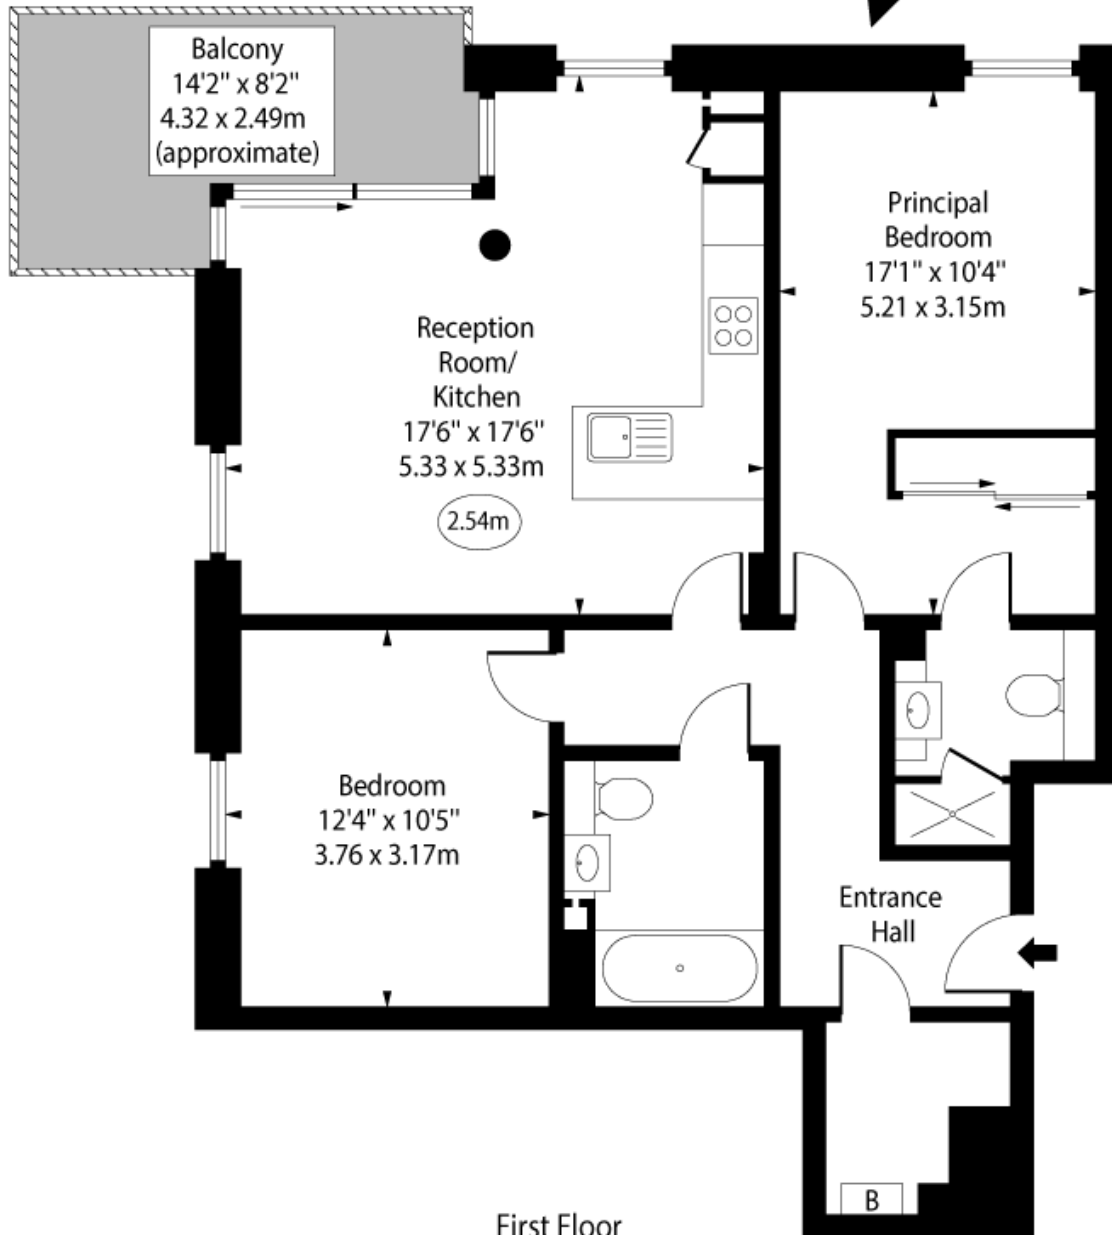 Balcony
14'2" x 8'2"
4.32 x 2.49m
(approximate)
Principal
Bedroom
17'1" x 10'4"
5.21 x 3.15m
Reception
Room/
Kitchen
17'6" x 17'6"
5.33 x 5.33m
2.54m
Bedroom
12'4" x 10'5"
3.76 x 3.17m
Entrance
Hall
B
First Floor